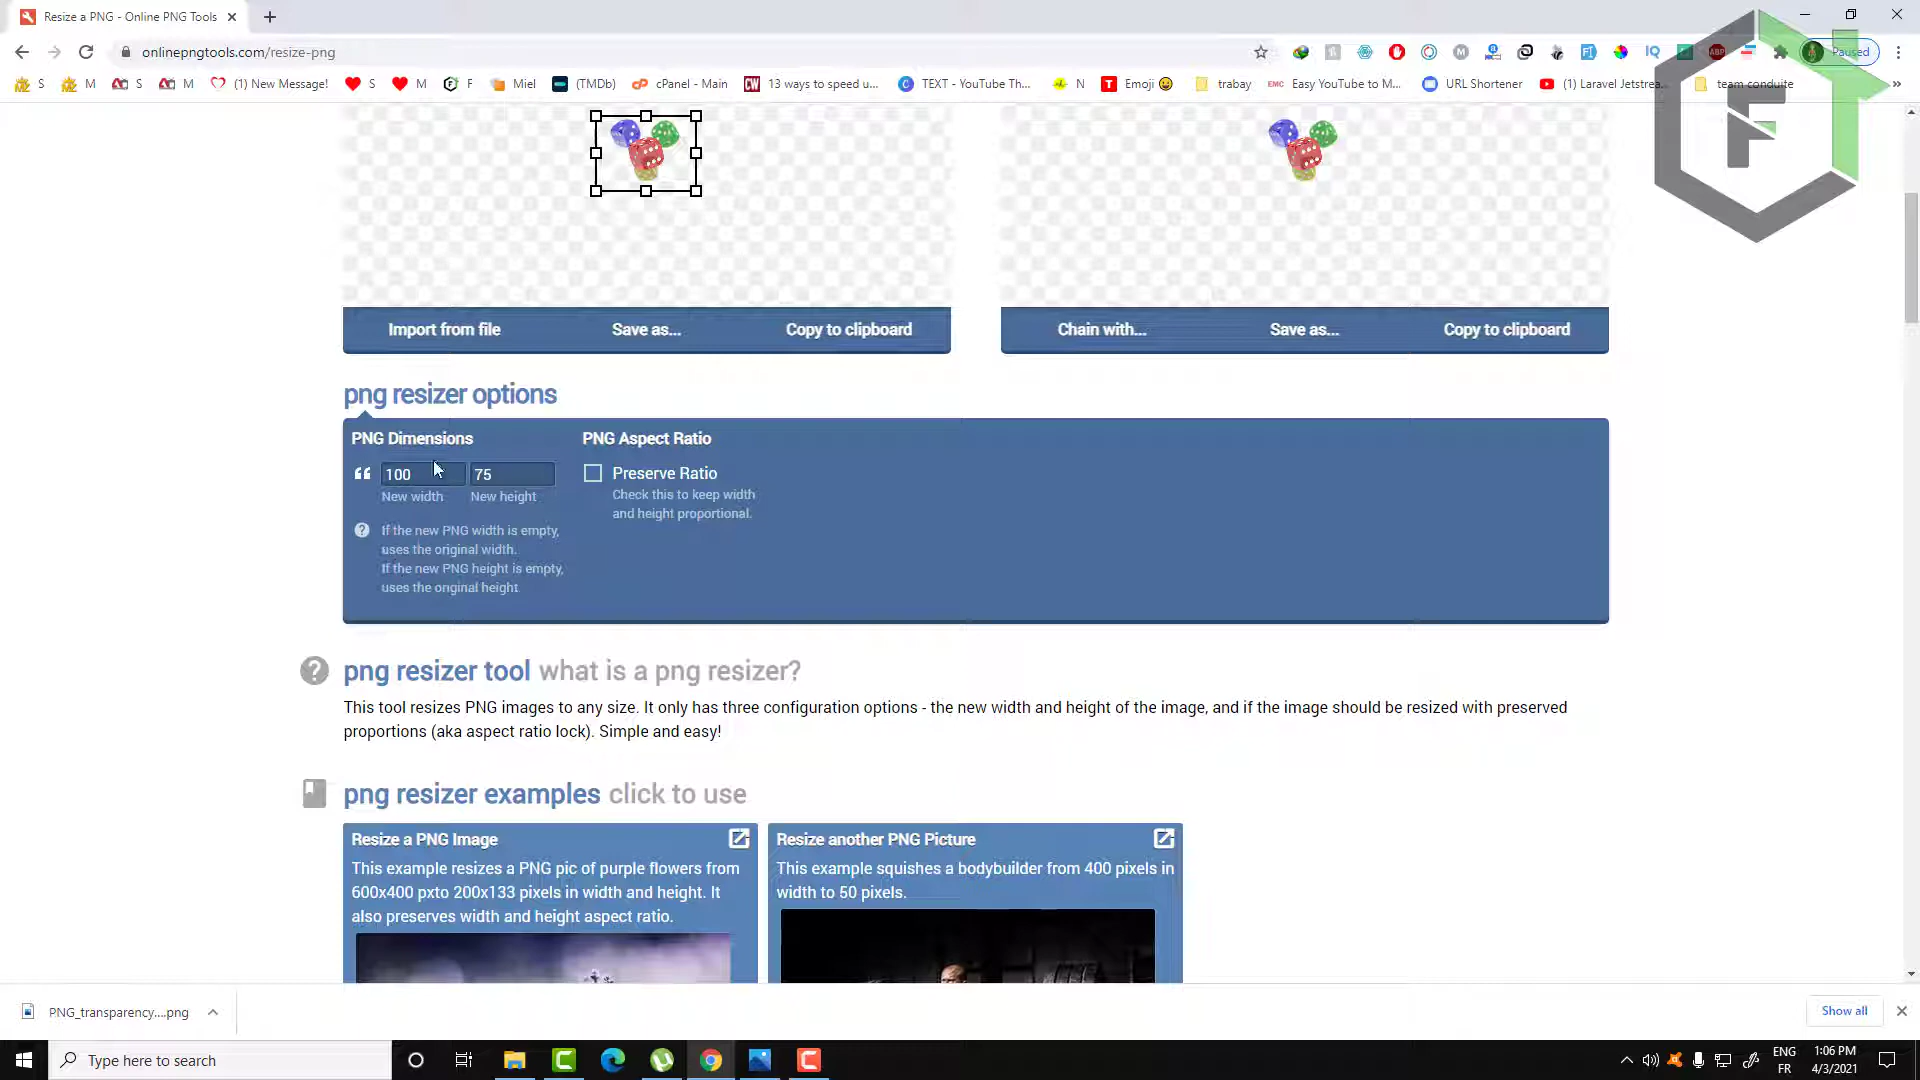 Resize a PNG - Online PNG Tools
onlinepngtools.com/resize-png
Paused
S
M
S
M
(1) New Message!
S
M
F
Miel
(TMDb)
cPanel - Main
13 ways to speed u...
TEXT - YouTube Th...
N
Emoji
trabay
EMC Easy YouTube to M...
URL Shortener
(1) Laravel Jetstrea...
team conduite
Import from file Save as... Copy to clipboard
Chain with... Save as... Copy to clipboard
png resizer options
PNG Dimensions PNG Aspect Ratio
100 75 Preserve Ratio
New width New height Check this to keep width
and height proportional.
If the new PNG width is empty,
uses the original width.
If the new PNG height is empty,
uses the original height.
png resizer tool what is a png resizer?
This tool resizes PNG images to any size. It only has three configuration options - the new width and height of the image, and if the image should be resized with preserved
proportions (aka aspect ratio lock). Simple and easy!
png resizer examples click to use
Resize a PNG Image
This example resizes a PNG pic of purple flowers from
600x400 pxto 200x133 pixels in width and height. It
also preserves width and height aspect ratio.
Resize another PNG Picture
This example squishes a bodybuilder from 400 pixels in
width to 50 pixels.
PNG_transparency....png
Show all
Type here to search
ENG
FR
1:06 PM
4/3/2021